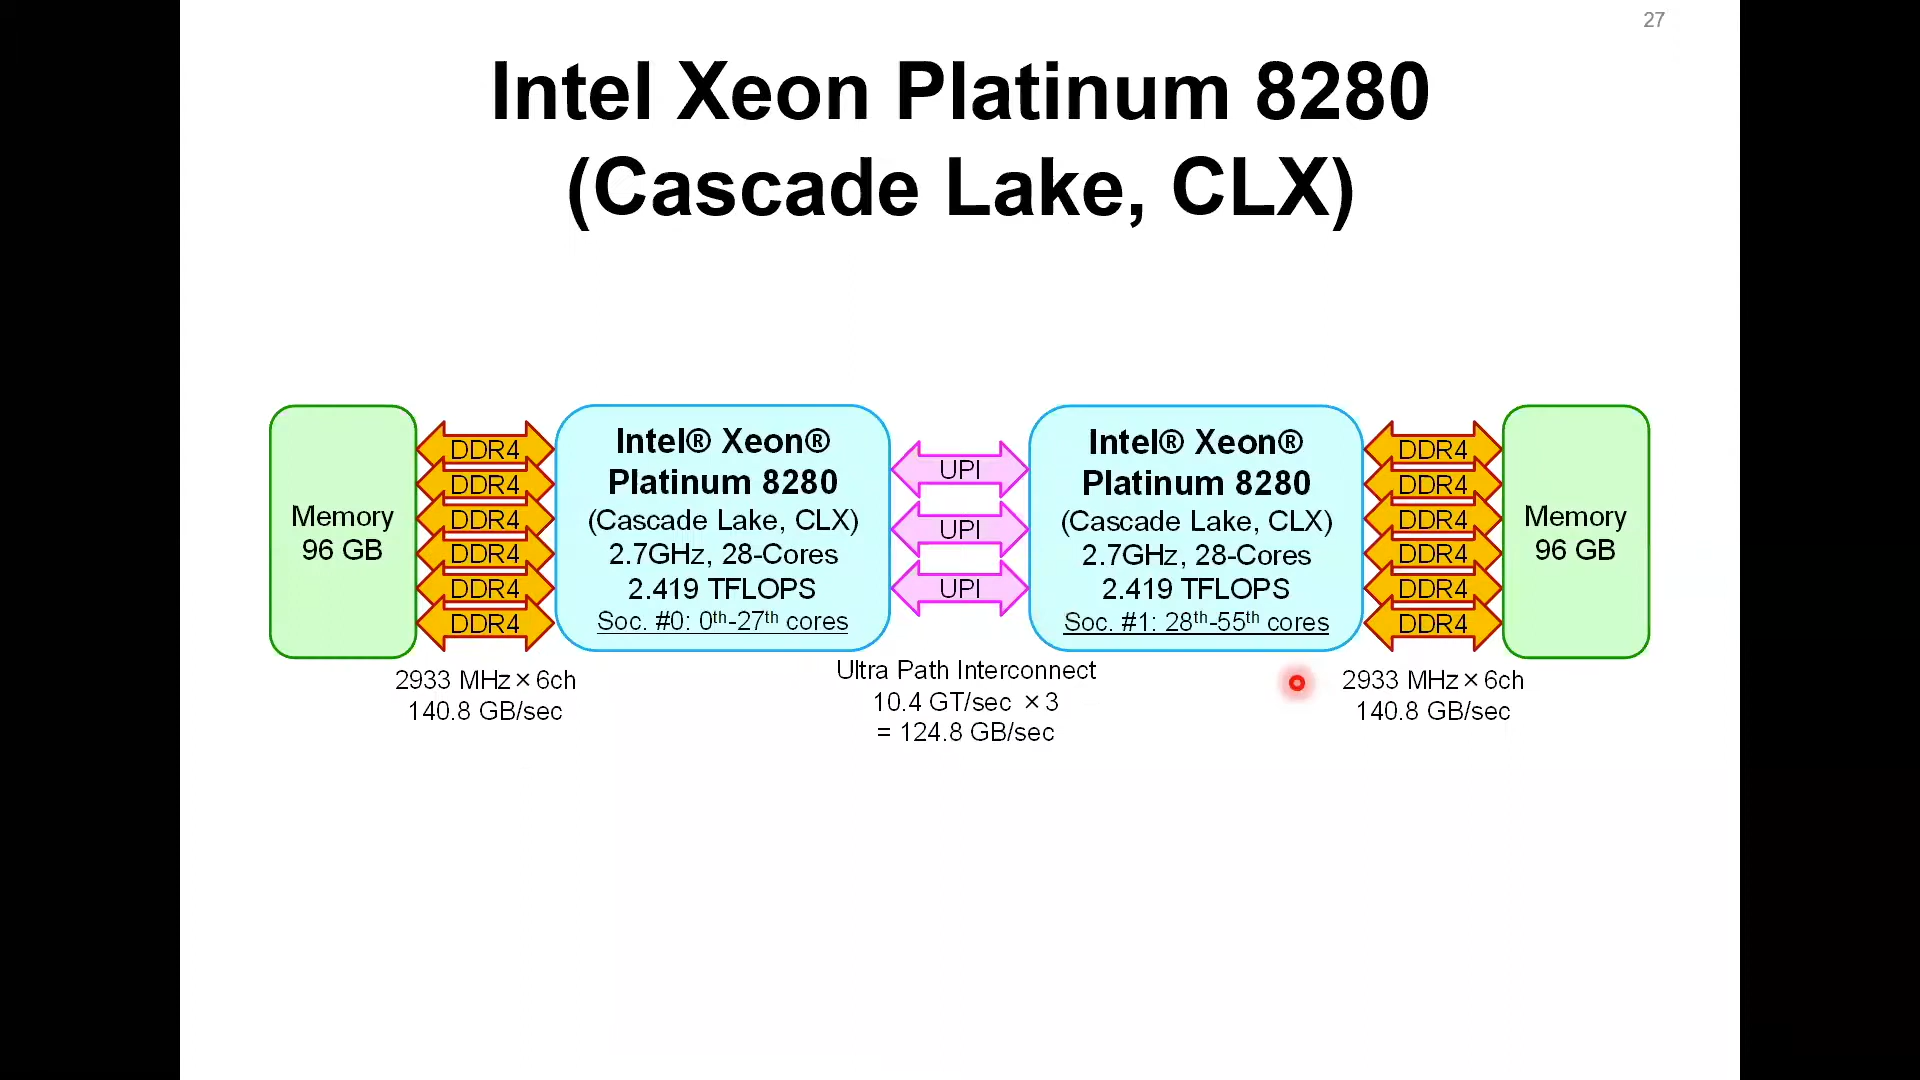 27
Intel Xeon Platinum 8280
(Cascade Lake, CLX)
Memory
96 GB
DDR4
DDR4
DDR4
DDR4
DDR4
DDR4
2933 MHz×6ch
140.8 GB/sec
Intel® Xeon®
Platinum 8280
(Cascade Lake, CLX)
2.7GHz, 28-Cores
2.419 TFLOPS
Soc. #0: 0th-27th cores
UPI
UPI
UPI
Ultra Path Interconnect
10.4 GT/sec ×3
= 124.8 GB/sec
Intel® Xeon®
Platinum 8280
(Cascade Lake, CLX)
2.7GHz, 28-Cores
2.419 TFLOPS
Soc. #1: 28th-55th cores
DDR4
DDR4
DDR4
DDR4
DDR4
DDR4
2933 MHz×6ch
140.8 GB/sec
Memory
96 GB